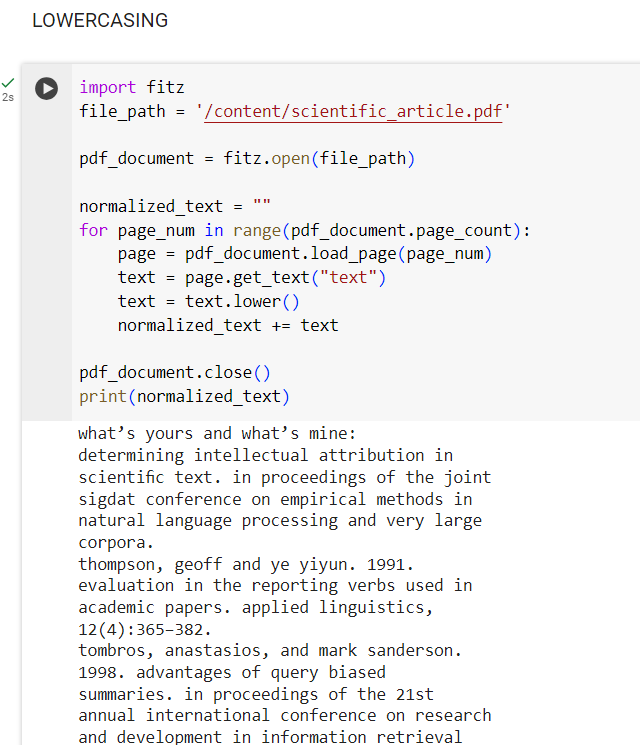 LOWERCASING
2s
import fitz
file_path = '/content/scientific_article.pdf'
pdf_document = fitz.open(file_path)
normalized_text = ""
for page_num in range(pdf_document.page_count):
    page = pdf_document.load_page(page_num)
    text = page.get_text("text")
    text = text.lower()
    normalized_text += text
pdf_document.close()
print(normalized_text)
what’s yours and what’s mine:
determining intellectual attribution in
scientific text. in proceedings of the joint
sigdat conference on empirical methods in
natural language processing and very large
corpora.
thompson, geoff and ye yiyun. 1991.
evaluation in the reporting verbs used in
academic papers. applied linguistics,
12(4):365–382.
tombros, anastasios, and mark sanderson.
1998. advantages of query biased
summaries. in proceedings of the 21st
annual international conference on research
and development in information retrieval